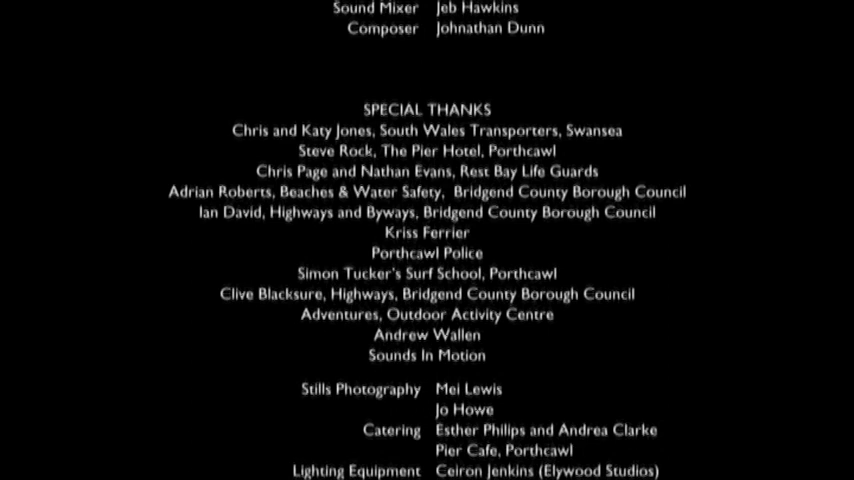 Sound Mixer Jeb Hawkins
Composer Johnathan Dunn
SPECIAL THANKS
Chris and Katy Jones, South Wales Transporters, Swansea
Steve Rock, The Pier Hotel, Porthcawl
Chris Page and Nathan Evans, Rest Bay Life Guards
Adrian Roberts, Beaches & Water Safety, Bridgend County Borough Council
Ian David, Highways and Byways, Bridgend County Borough Council
Kriss Ferrier
Porthcawl Police
Simon Tucker's Surf School, Porthcawl
Clive Blacksure, Highways, Bridgend County Borough Council
Adventures, Outdoor Activity Centre
Andrew Wallen
Sounds In Motion
Stills Photography Mei Lewis
Jo Howe
Catering Esther Philips and Andrea Clarke
Pier Cafe, Porthcawl
Lighting Equipment Ceiron Jenkins (Elywood Studios)